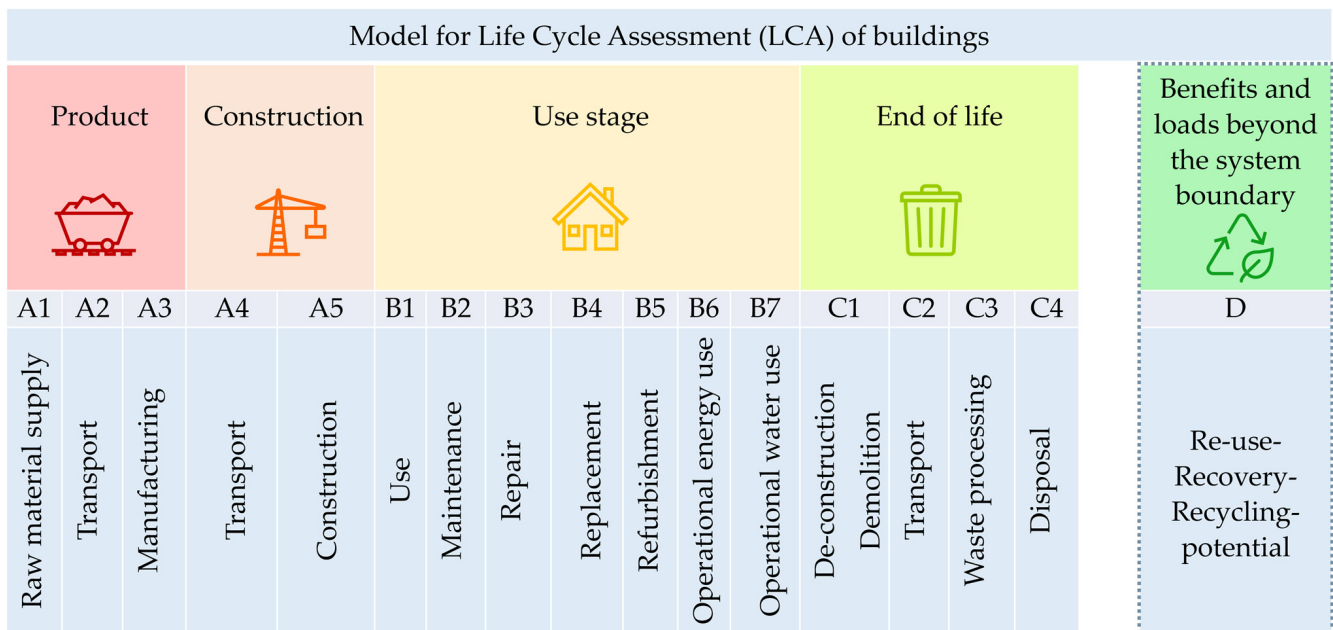 Model for Life Cycle Assessment (LCA) of buildings
Product
Construction
Use stage
End of life
Benefits and
loads beyond
the system
boundary
A1
A2
A3
A4
A5
B1
B2
B3
B4
B5
B6
B7
C1
C2
C3
C4
D
Raw material supply
Transport
Manufacturing
Transport
Construction
Use
Maintenance
Repair
Replacement
Refurbishment
Operational energy use
Operational water use
De-construction
Demolition
Transport
Waste processing
Disposal
Re-use-
Recovery-
Recycling-
potential